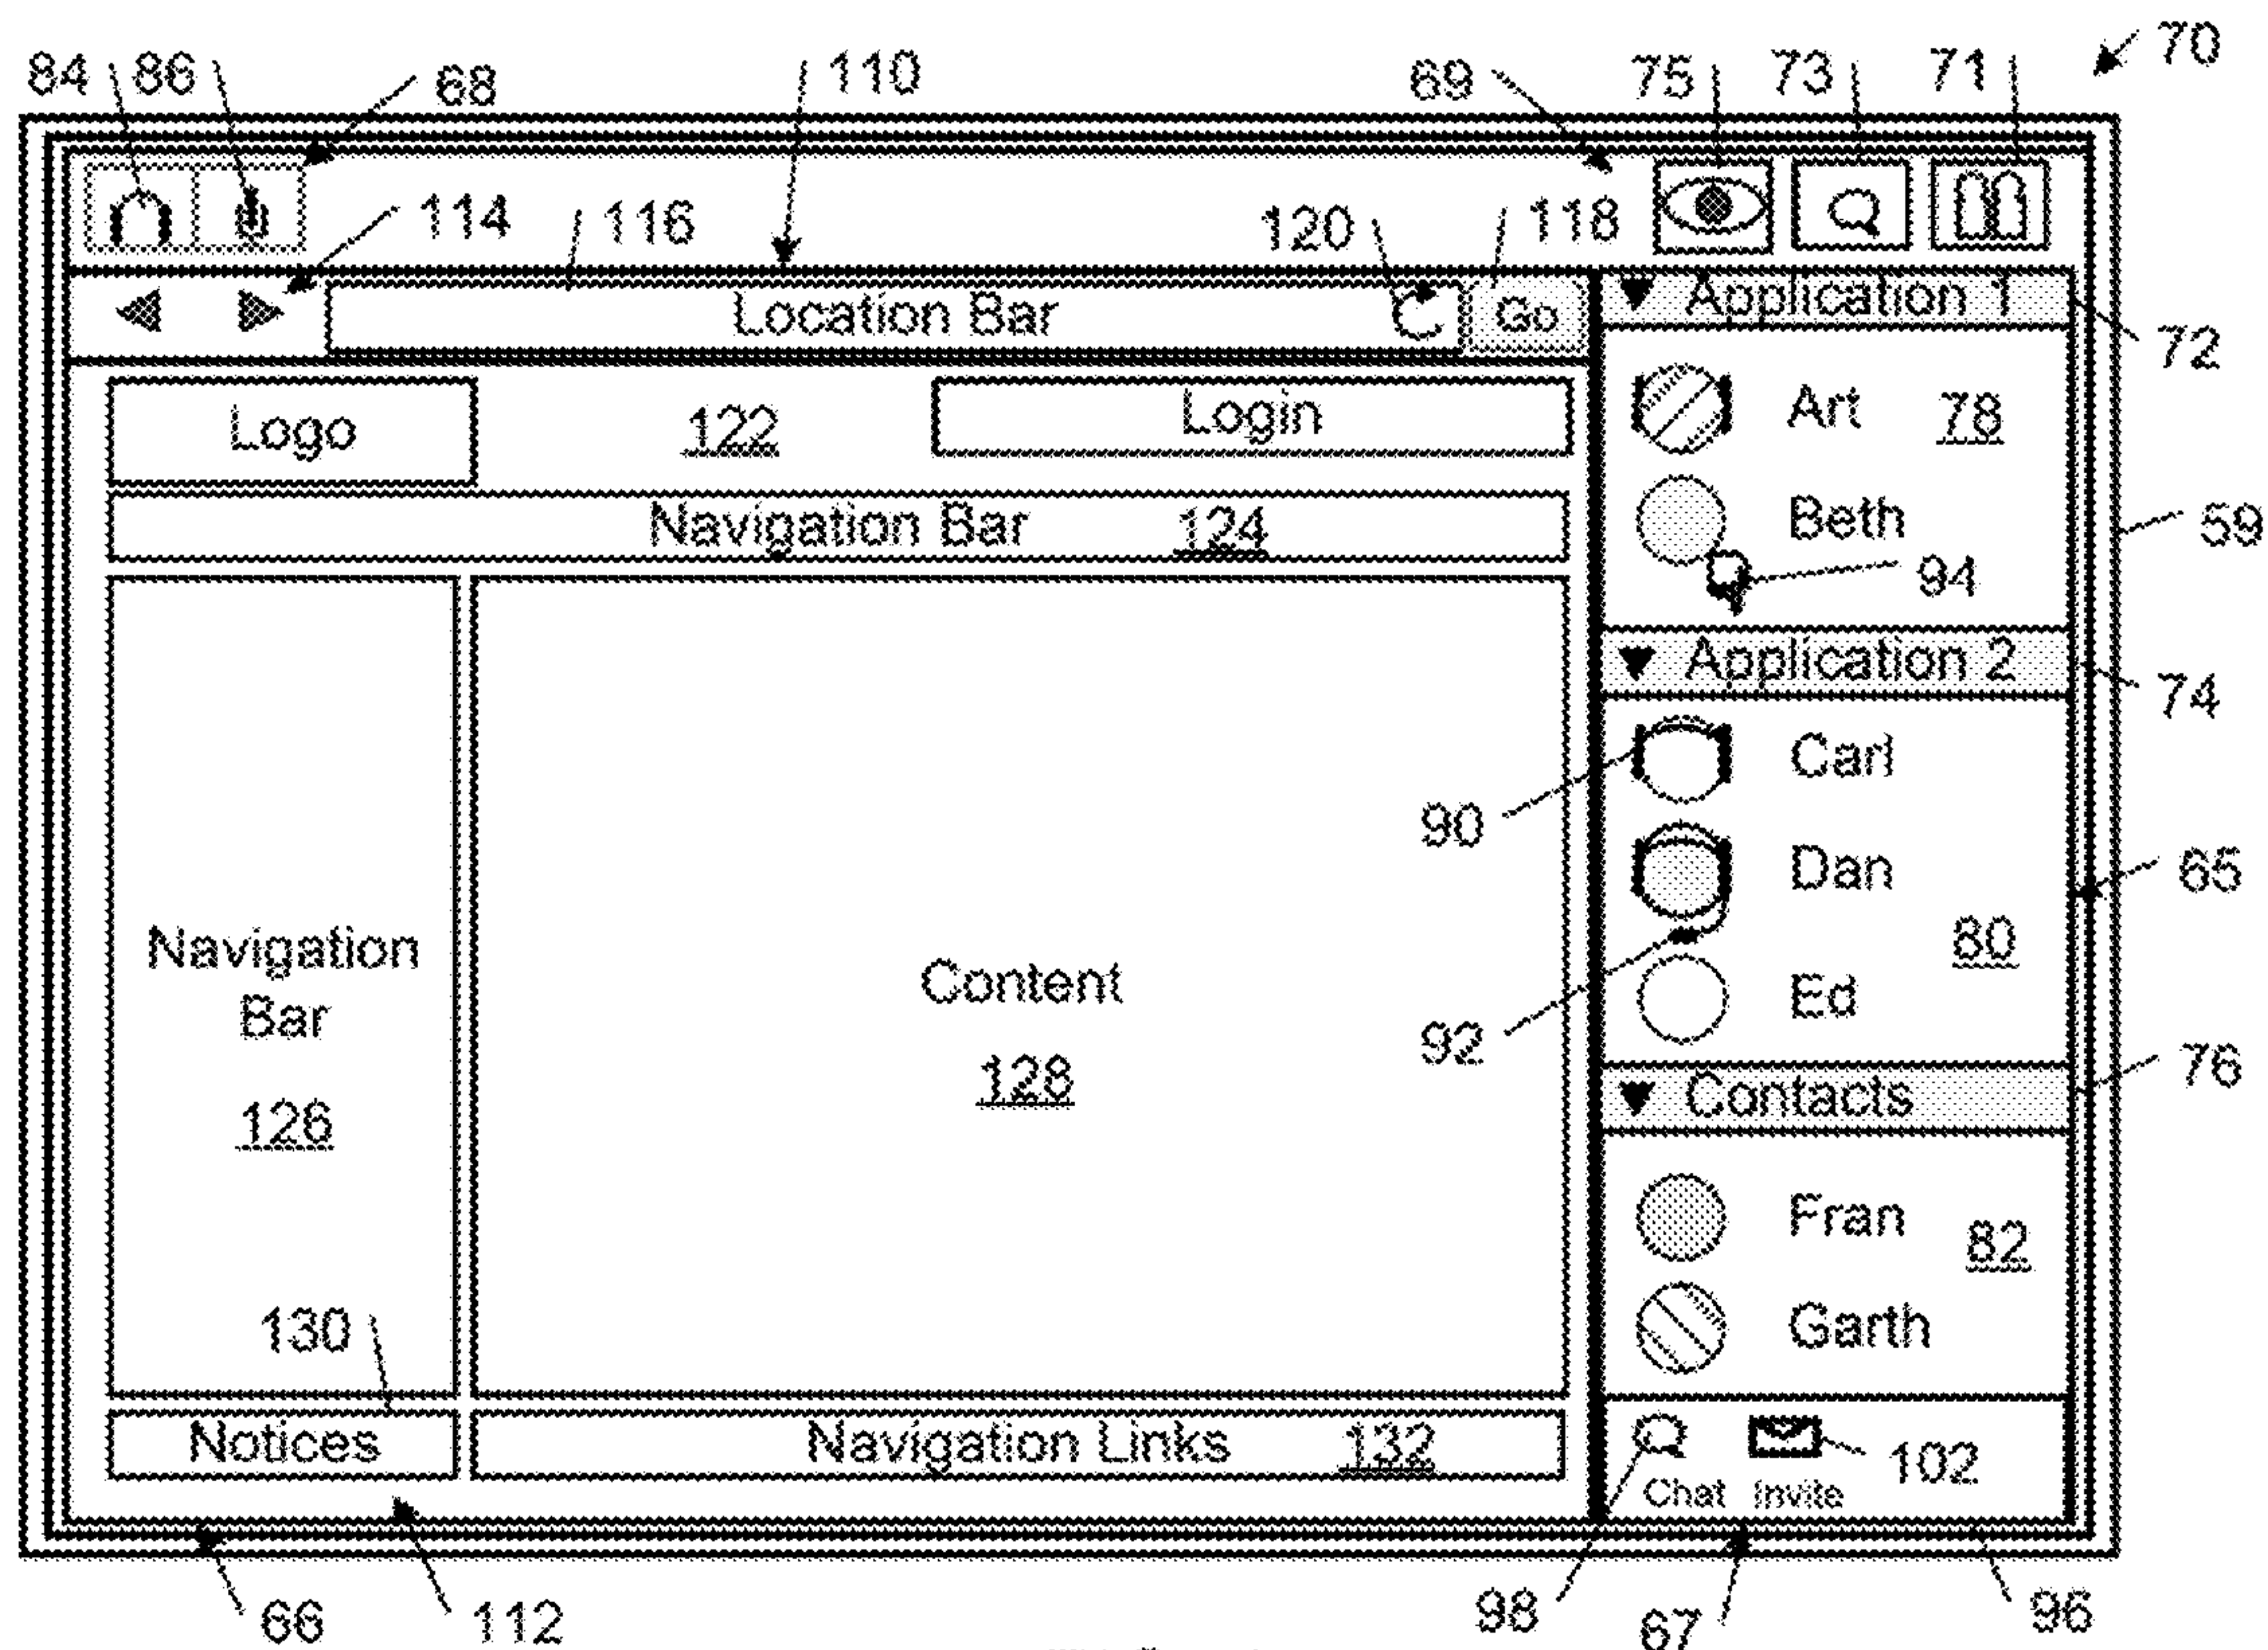 84 86 68 110 69 75 73 71 70
114 116 120 118
Location Bar Go Application 1
72
Logo 122 Login Art 78
Navigation Bar 124 Beth 59
94
Application 2
74
Carl
90
Dan 65
Navigation
Bar
126
Content
128
80
92 Ed
76
Contacts
Fran 82
130 Garth
Notices Navigation Links 132
102
Chat Invite
66 112 98 67 96